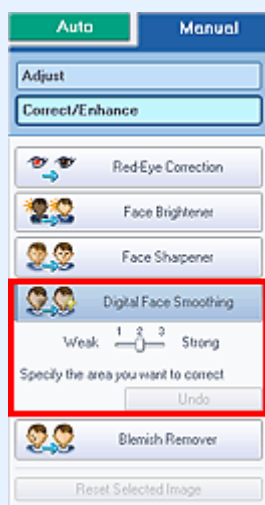 Auto Manual
Adjust
Correct/Enhance
Red-Eye Correction
Face Brightener
Face Sharpener
Digital Face Smoothing
1 2 3
Weak Strong
Specify the area you want to correct
Undo
Blemish Remover
Reset Selected Image